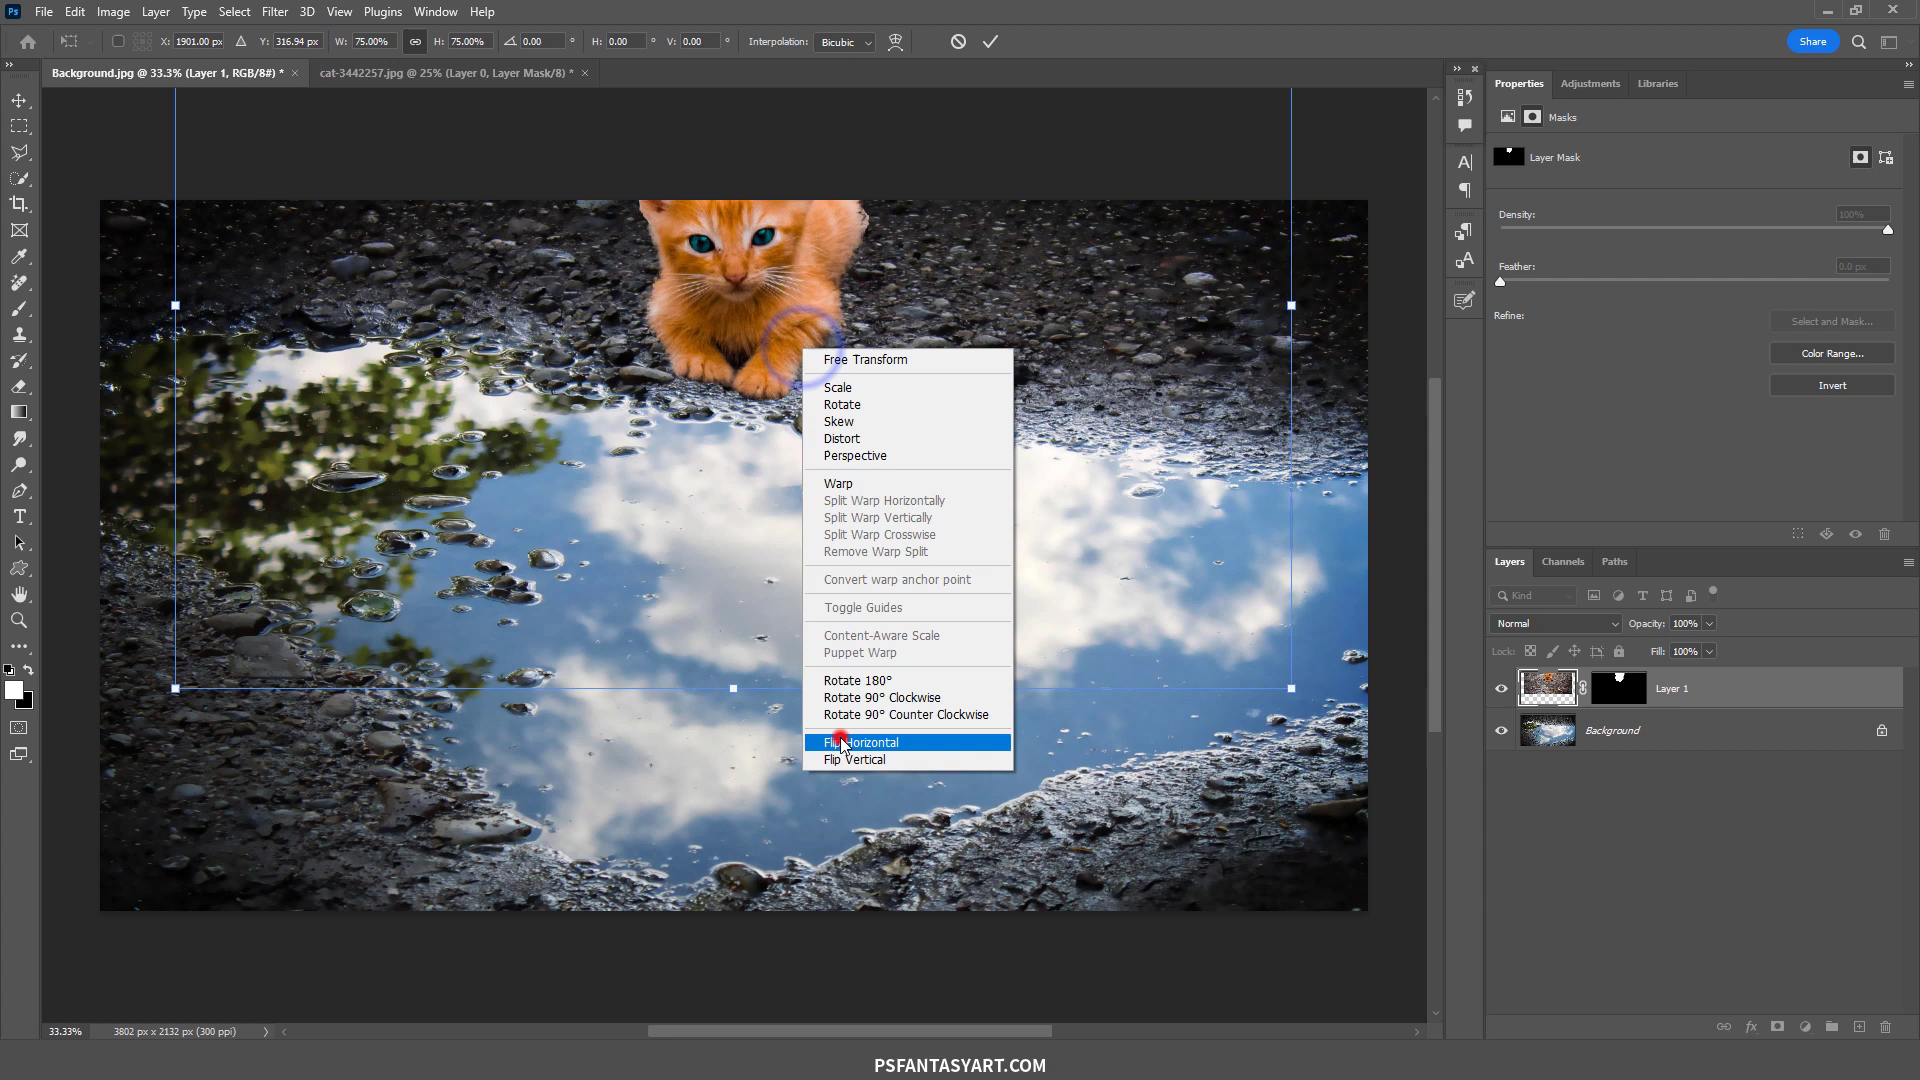 Ps File Edit Image Layer Type Select Filter 3D View Plugins Window Help
X: 1901.00 px Y: 316.94 px W: 75.00% H: 75.00% 0.00 ° H: 0.00 ° V: 0.00 ° Interpolation: Bicubic Share
Background.jpg @ 33.3% (Layer 1, RGB/8#) * × cat-3442257.jpg @ 25% (Layer 0, Layer Mask/8) * ×
Properties Adjustments Libraries
Masks
Layer Mask
Density: 100%
Feather: 0.0 px
Refine: Select and Mask...
Color Range...
Invert
Free Transform
Scale
Rotate
Skew
Distort
Perspective
Warp
Split Warp Horizontally
Split Warp Vertically
Split Warp Crosswise
Remove Warp Split
Convert warp anchor point
Toggle Guides
Content-Aware Scale
Puppet Warp
Rotate 180°
Rotate 90° Clockwise
Rotate 90° Counter Clockwise
Flip Horizontal
Flip Vertical
Layers Channels Paths
Kind
Normal Opacity: 100%
Lock: Fill: 100%
Layer 1
Background
33.33% 3802 px x 2132 px (300 ppi)
PSFANTASYART.COM